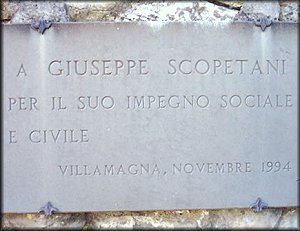 A GIUSEPPE SCOPETANI
PER IL SUO IMPEGNO SOCIALE
E CIVILE
VILLAMAGNA, NOVEMBRE 1994